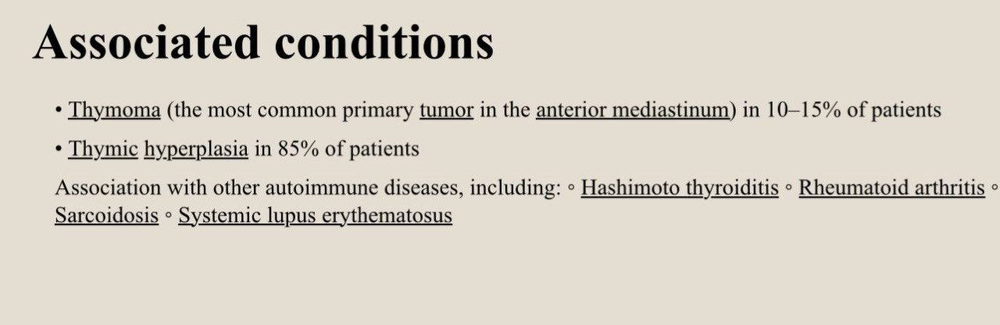 Associated conditions
• Thymoma (the most common primary tumor in the anterior mediastinum) in 10–15% of patients
• Thymic hyperplasia in 85% of patients
Association with other autoimmune diseases, including: ◦ Hashimoto thyroiditis ◦ Rheumatoid arthritis ◦
Sarcoidosis ◦ Systemic lupus erythematosus